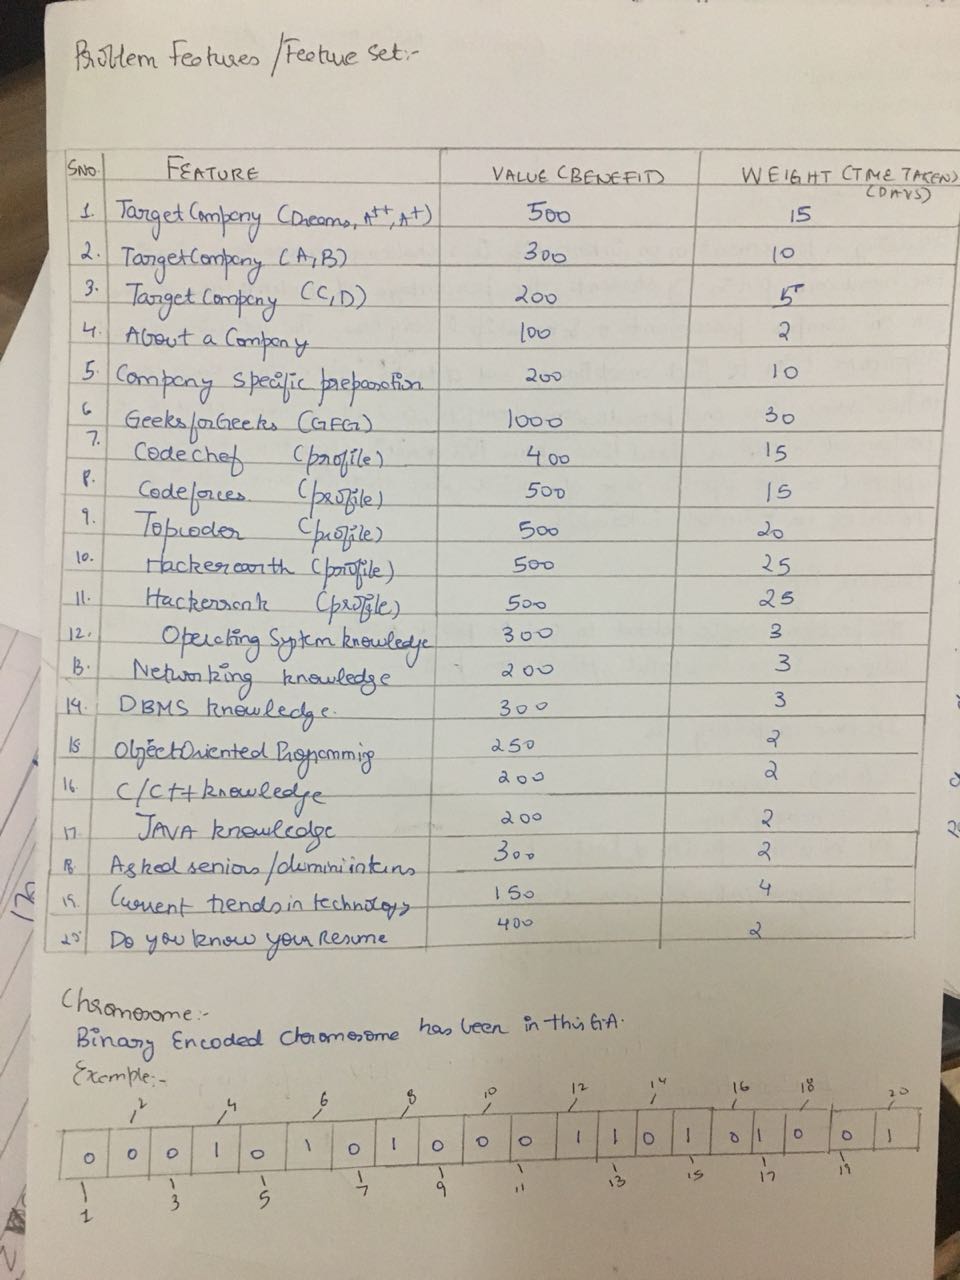 Problem Features / Feature set:-
SNO. FEATURE VALUE (BENEFIT) WEIGHT (TIME TAKEN)
(DAYS)
1. Target Company (Dreams, A++, A+) 500 15
2. Target Company (A, B) 300 10
3. Target Company (C, D) 200 5
4. About a Company 100 2
5. Company specific preparation 200 10
6 Geeks for Geeks (GFG) 1000 30
7. Codechef (profile) 400 15
8. Codeforces. (profile) 500 15
9. Topcoder (profile) 500 20
10. Hackerearth (profile) 500 25
11. Hackerrank (profile) 500 25
12. Operating System knowledge 300 3
13. Networking knowledge 200 3
14. DBMS knowledge. 300 3
15 Object Oriented Programmig 250 2
16. C/C++ knowledge 200 2
17. JAVA knowledge 200 2
18. Asked seniors / alumini interns 300 2
19. Current trends in technology 150 4
20 Do you know your Resume 400 2
Chromosome:-
Binary Encoded Chromosome has been in this G.A.
Example:-
2 4 6 8 10 12 14 16 18 20
0 0 0 1 0 1 0 1 0 0 0 1 1 0 1 0 1 0 0 1
1 3 5 7 9 11 13 15 17 19